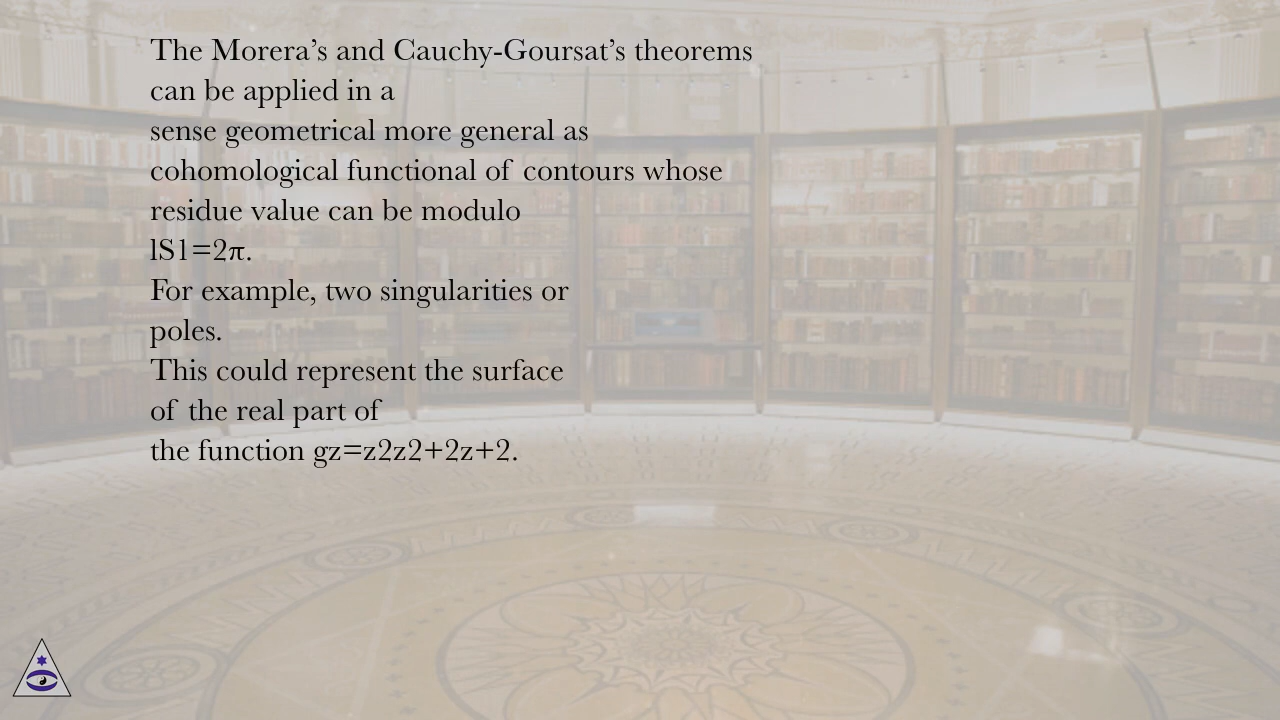 The Morera’s and Cauchy-Goursat’s theorems
can be applied in a
sense geometrical more general as
cohomological functional of contours whose
residue value can be modulo
lS1=2π.
For example, two singularities or
poles.
This could represent the surface
of the real part of
the function gz=z2z2+2z+2.